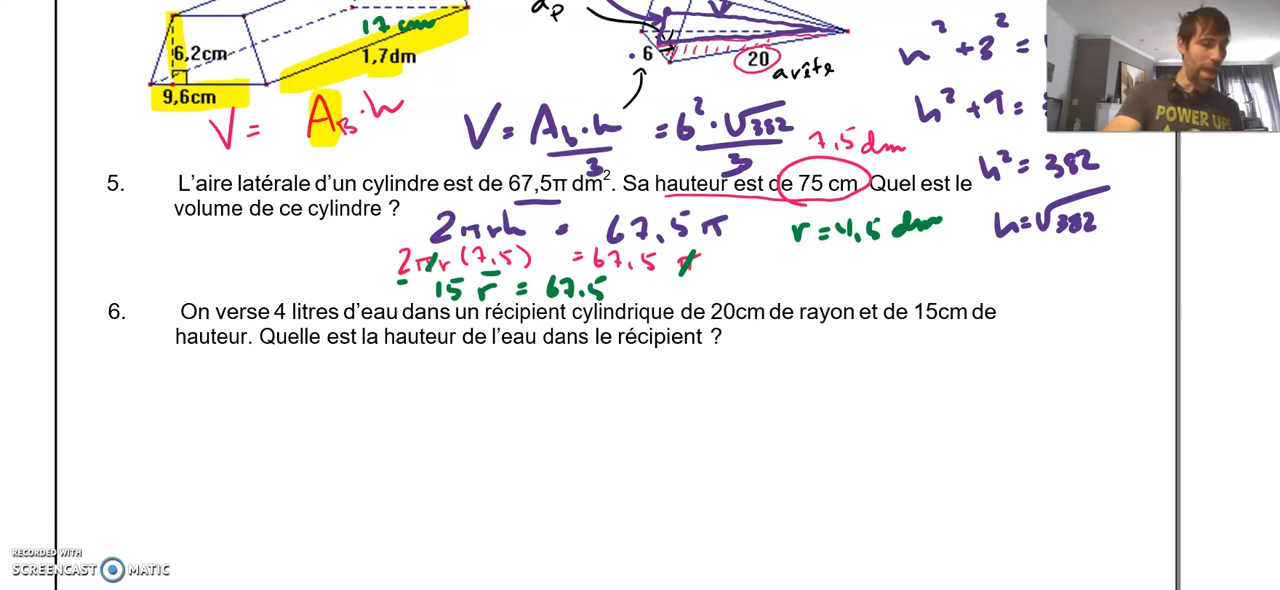 17 cm
6,2cm
1,7dm
9,6cm
V = A_B . h
. 6
20
arête
V = A_b . h / 3 = 6² . √382 / 3
h² + 3² =
h² + 9 =
h² = 382
h = √382
7,5 dm
5. L'aire latérale d'un cylindre est de 67,5π dm². Sa hauteur est de 75 cm. Quel est le
volume de ce cylindre ?
2πrh = 67,5π
r = 4,5 dm
2πr (7,5) = 67,5 π
15 r = 67.5
6. On verse 4 litres d'eau dans un récipient cylindrique de 20cm de rayon et de 15cm de
hauteur. Quelle est la hauteur de l'eau dans le récipient ?
POWER UP!
RECORDED WITH
SCREENCAST MATIC